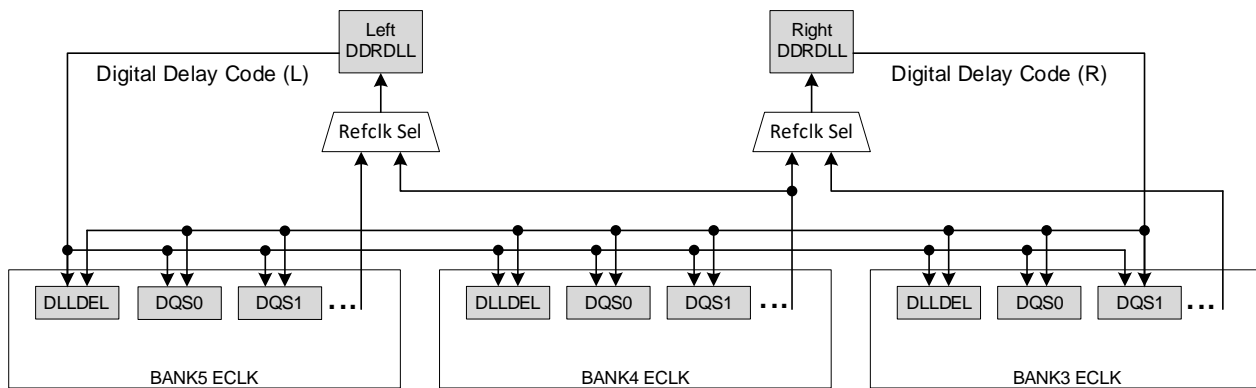 Left
DDRDLL
Right
DDRDLL
Digital Delay Code (L)
Digital Delay Code (R)
Refclk Sel
Refclk Sel
DLLDEL
DQS0
DQS1
...
DLLDEL
DQS0
DQS1
...
DLLDEL
DQS0
DQS1
...
BANK5 ECLK
BANK4 ECLK
BANK3 ECLK